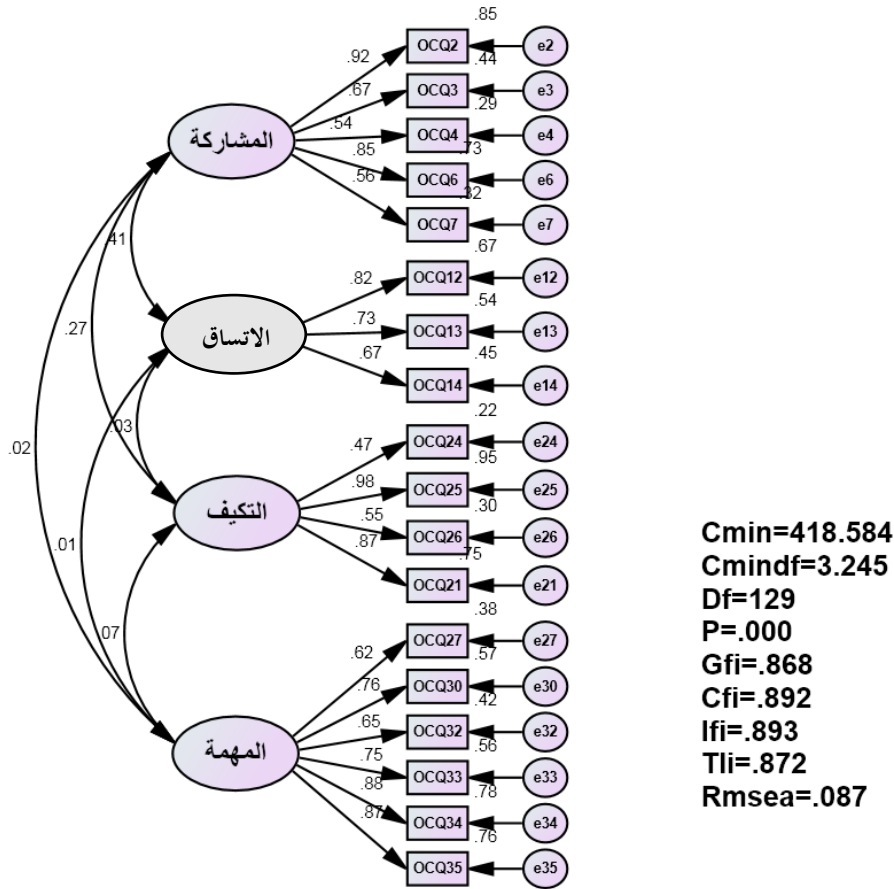 .85
.92
OCQ2
e2
.44
.67
OCQ3
e3
.29
.54
المشاركة
OCQ4
e4
.73
.85
OCQ6
e6
.32
.56
OCQ7
e7
.41
.67
.82
OCQ12
e12
.54
.27
.73
الاتساق
OCQ13
e13
.45
.67
OCQ14
e14
.22
.03
.47
OCQ24
e24
.02
.95
.98
OCQ25
e25
.30
التكيف
.55
OCQ26
e26
.75
.01
.87
OCQ21
e21
.38
.07
.62
OCQ27
e27
.57
.76
OCQ30
e30
.42
.65
OCQ32
e32
.56
المهمة
.75
OCQ33
e33
.78
.88
OCQ34
e34
.76
.87
OCQ35
e35
Cmin=418.584
Cmindf=3.245
Df=129
P=.000
Gfi=.868
Cfi=.892
Ifi=.893
Tli=.872
Rmsea=.087